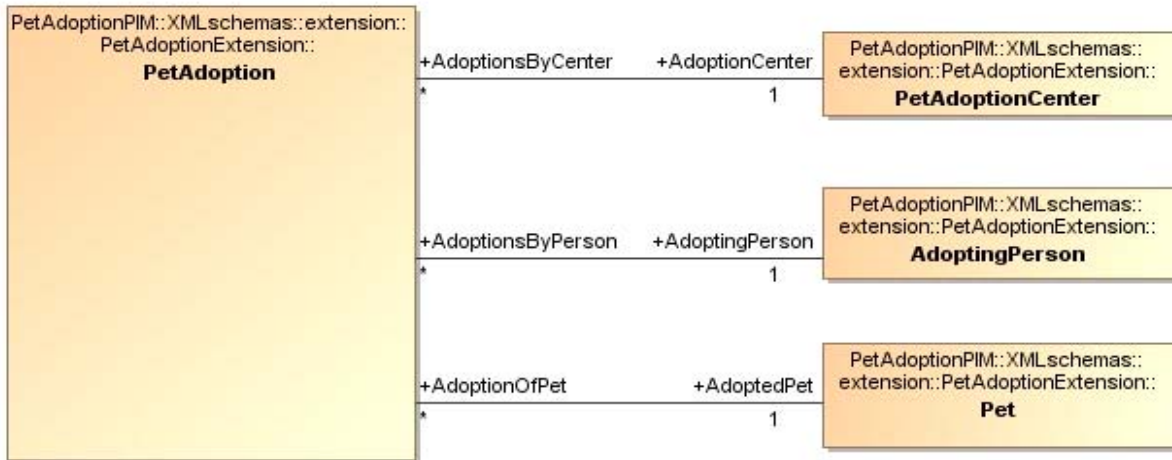 PetAdoptionPIM::XMLschemas::extension::
PetAdoptionExtension::
PetAdoption
+AdoptionsByCenter
+AdoptionCenter
*
1
PetAdoptionPIM::XMLschemas::
extension::PetAdoptionExtension::
PetAdoptionCenter
+AdoptionsByPerson
+AdoptingPerson
*
1
PetAdoptionPIM::XMLschemas::
extension::PetAdoptionExtension::
AdoptingPerson
+AdoptionOfPet
+AdoptedPet
*
1
PetAdoptionPIM::XMLschemas::
extension::PetAdoptionExtension::
Pet